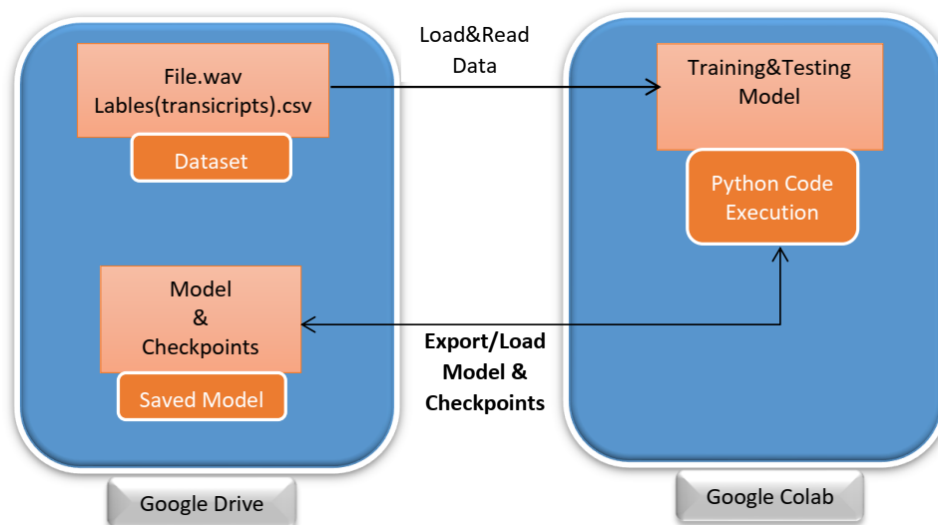 File.wav
Lables(transicripts).csv
Dataset
Load&Read
Data
Training&Testing
Model
Python Code
Execution
Model
&
Checkpoints
Saved Model
Export/Load
Model &
Checkpoints
Google Drive
Google Colab